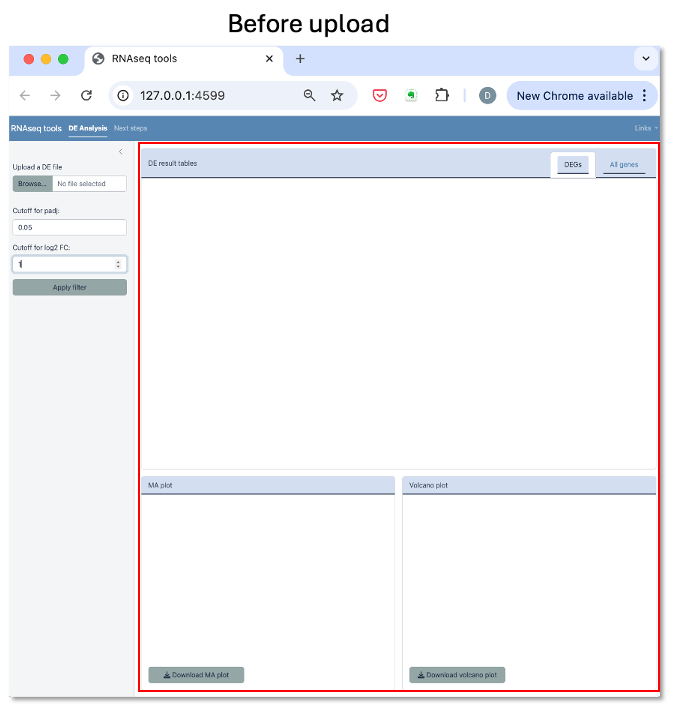 Before upload
RNAseq tools
127.0.0.1:4599
D
New Chrome available
RNAseq tools DE Analysis Next steps Links
Upload a DE file
Browse... No file selected
Cutoff for padj:
0.05
Cutoff for log2 FC:
1
Apply filter
DE result tables DEGs All genes
MA plot
Volcano plot
Download MA plot
Download volcano plot